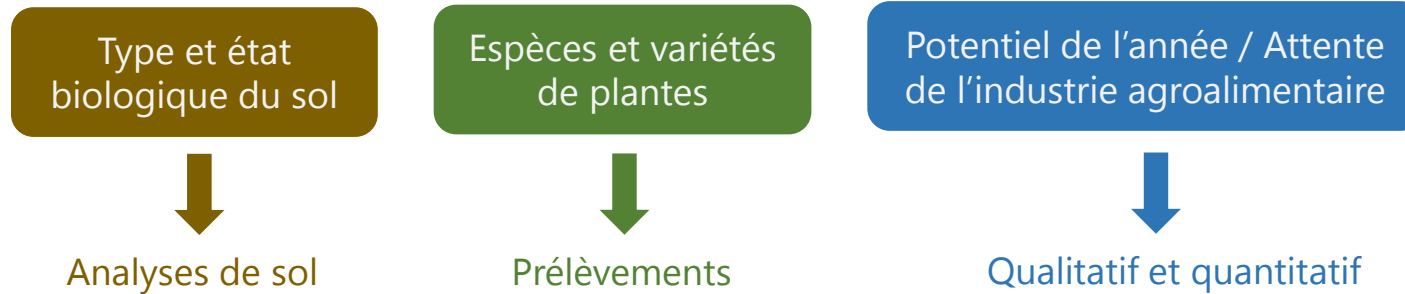 Type et état
biologique du sol
Analyses de sol
Espèces et variétés
de plantes
Prélèvements
Potentiel de l'année / Attente
de l'industrie agroalimentaire
Qualitatif et quantitatif